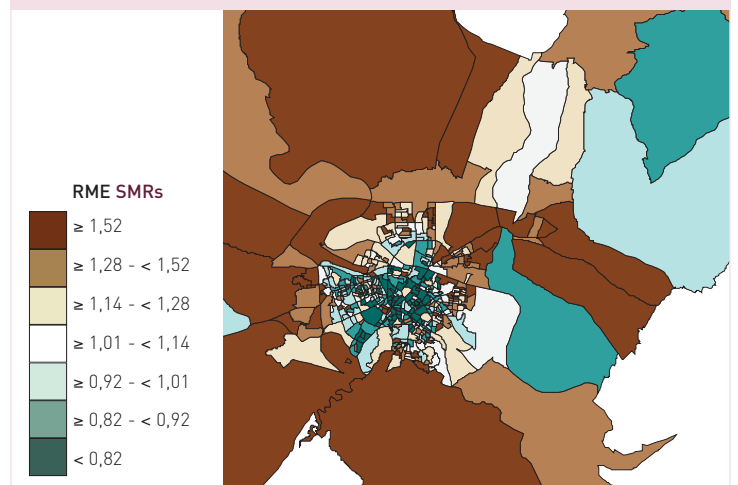 RME SMRs
≥ 1,52
≥ 1,28 - < 1,52
≥ 1,14 - < 1,28
≥ 1,01 - < 1,14
≥ 0,92 - < 1,01
≥ 0,82 - < 0,92
< 0,82